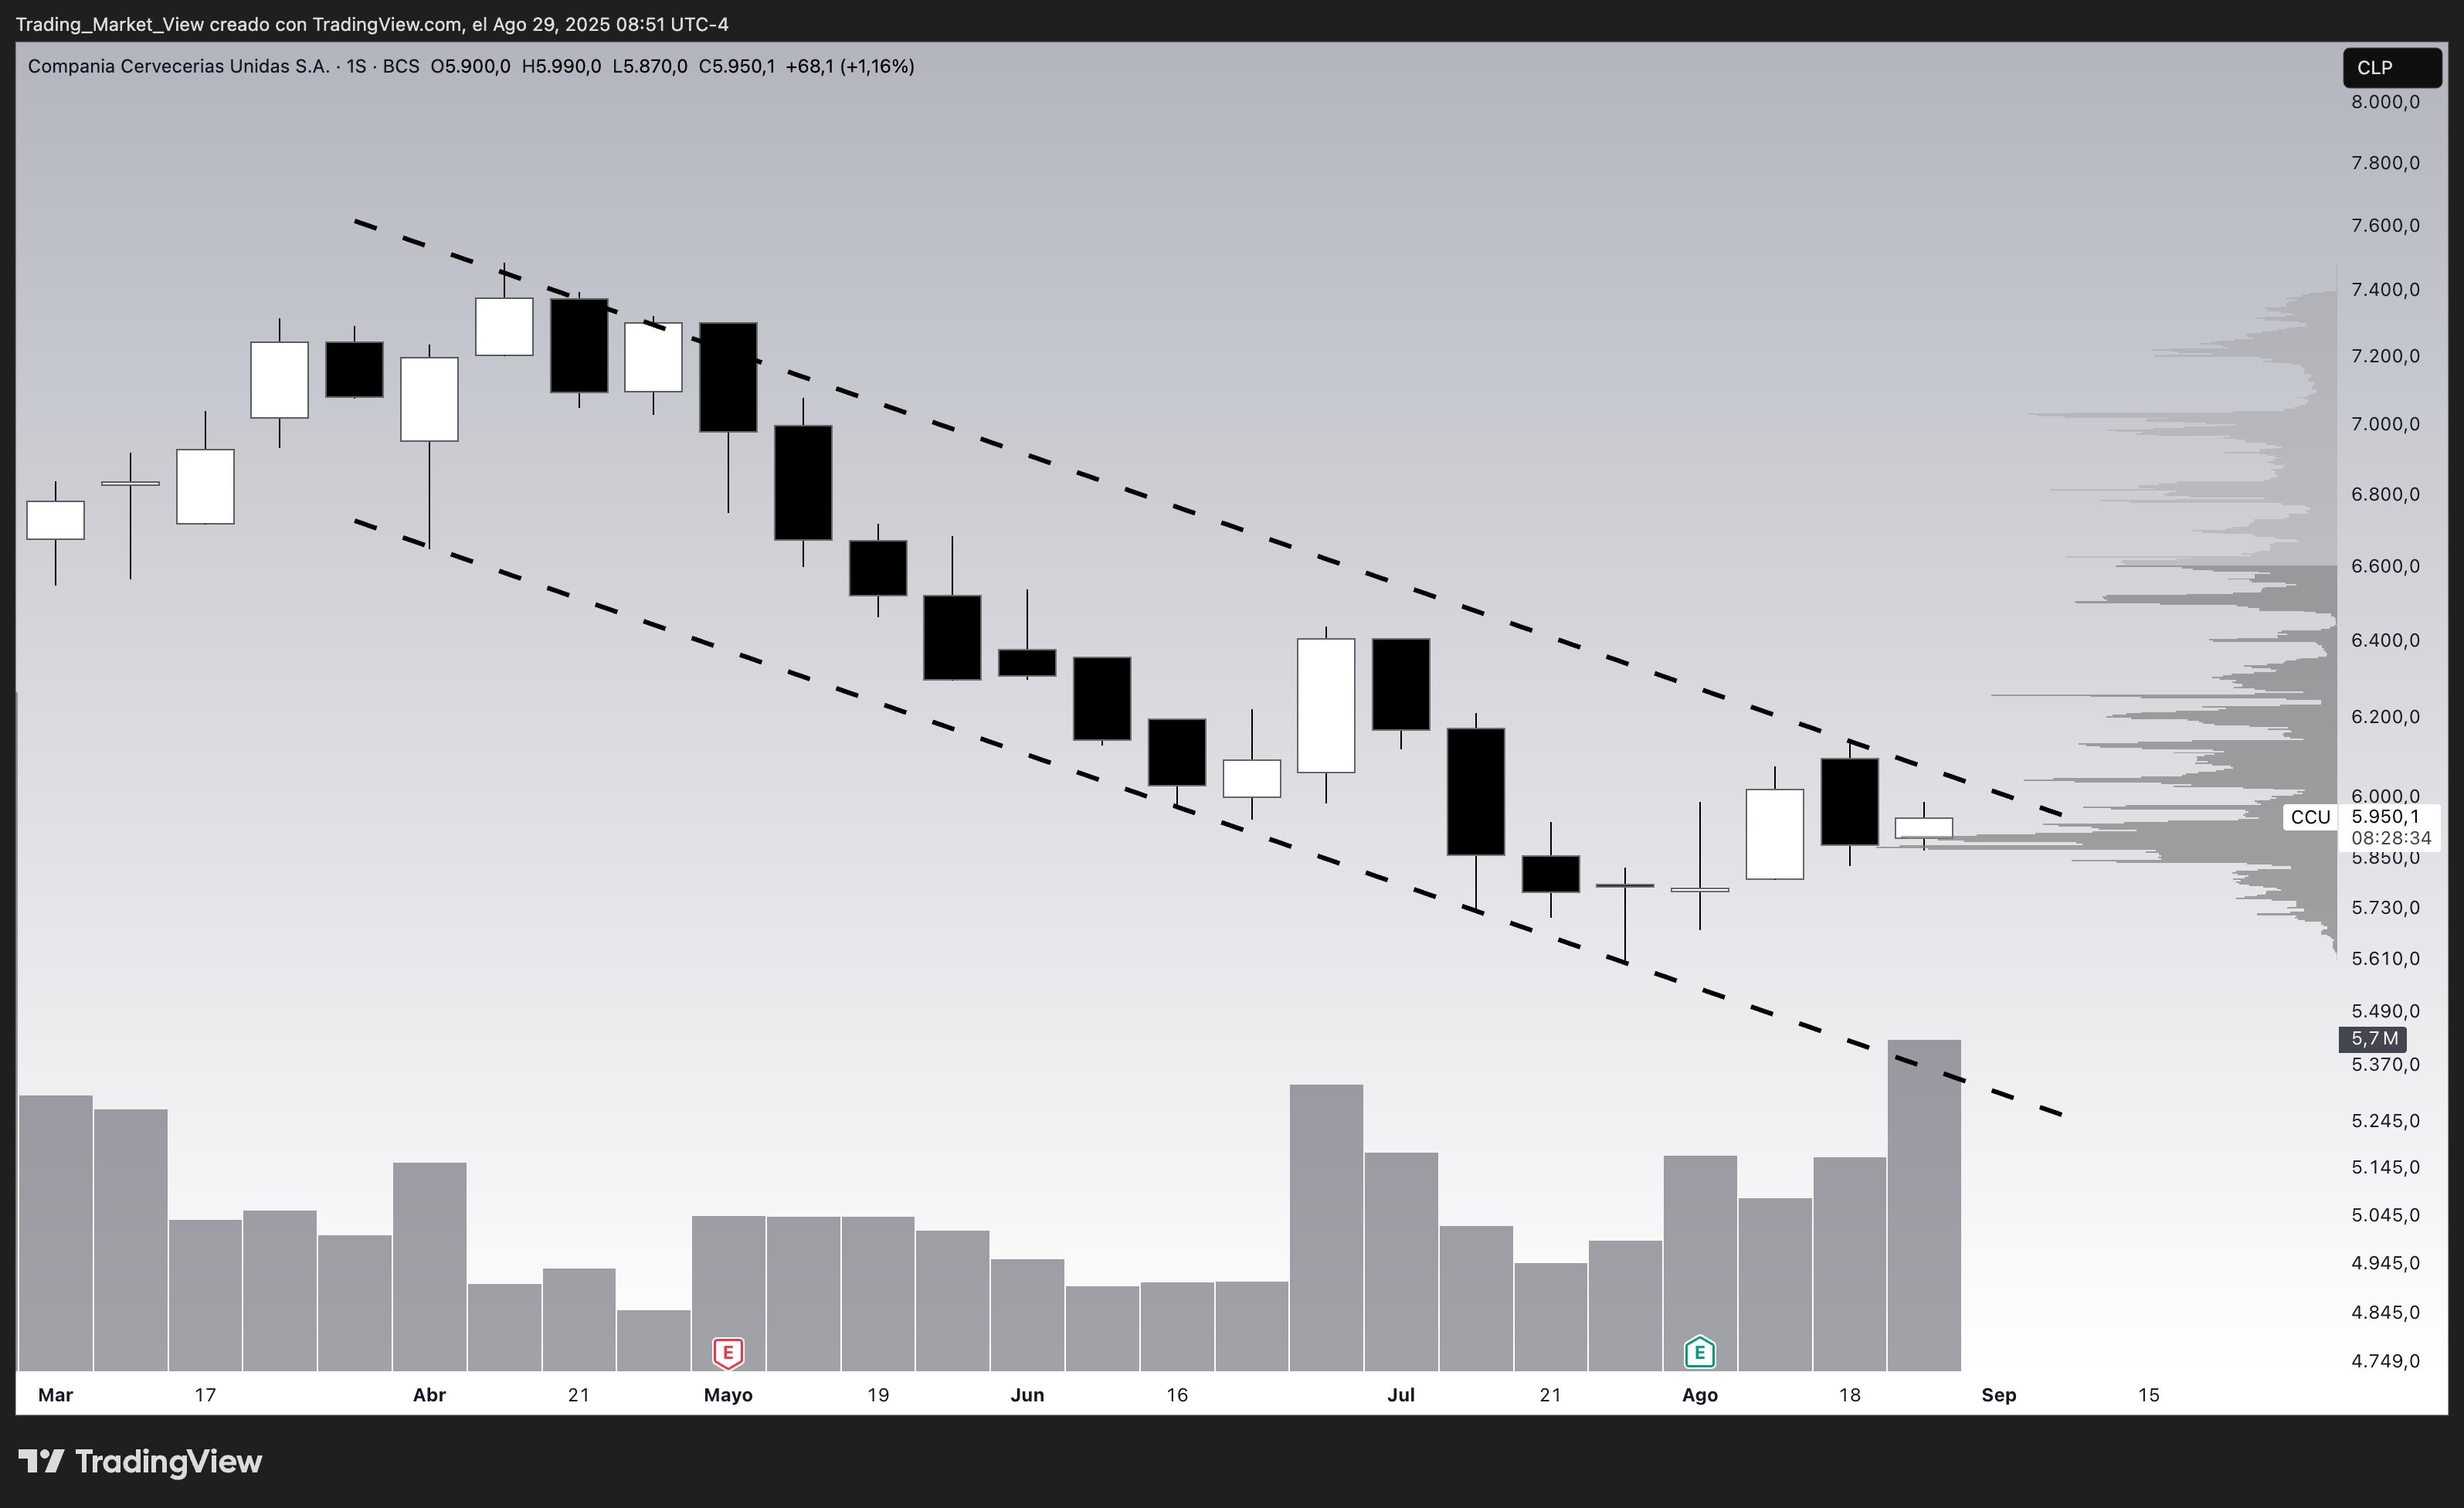 Trading_Market_View creado con TradingView.com, el Ago 29, 2025 08:51 UTC-4
Compania Cervecerias Unidas S.A. · 1S · BCS O5.900,0 H5.990,0 L5.870,0 C5.950,1 +68,1 (+1,16%)
CLP
8.000,0
7.800,0
7.600,0
7.400,0
7.200,0
7.000,0
6.800,0
6.600,0
6.400,0
6.200,0
6.000,0
CCU 5.950,1
08:28:34
5.850,0
5.730,0
5.610,0
5.490,0
5,7 M
5.370,0
5.245,0
5.145,0
5.045,0
4.945,0
4.845,0
E E
4.749,0
Mar 17 Abr 21 Mayo 19 Jun 16 Jul 21 Ago 18 Sep 15
TradingView